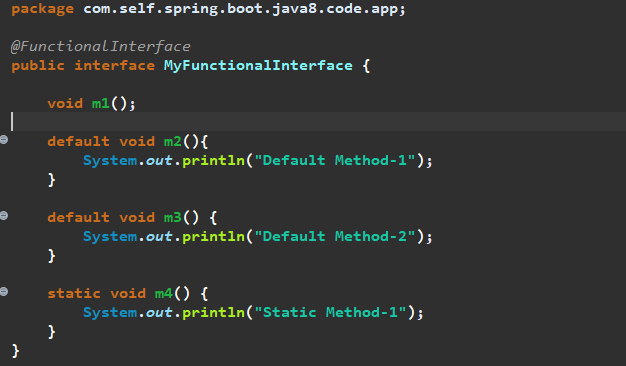 package com.self.spring.boot.java8.code.app;
@FunctionalInterface
public interface MyFunctionalInterface {
void m1();
default void m2(){
System.out.println("Default Method-1");
}
default void m3() {
System.out.println("Default Method-2");
}
static void m4() {
System.out.println("Static Method-1");
}
}